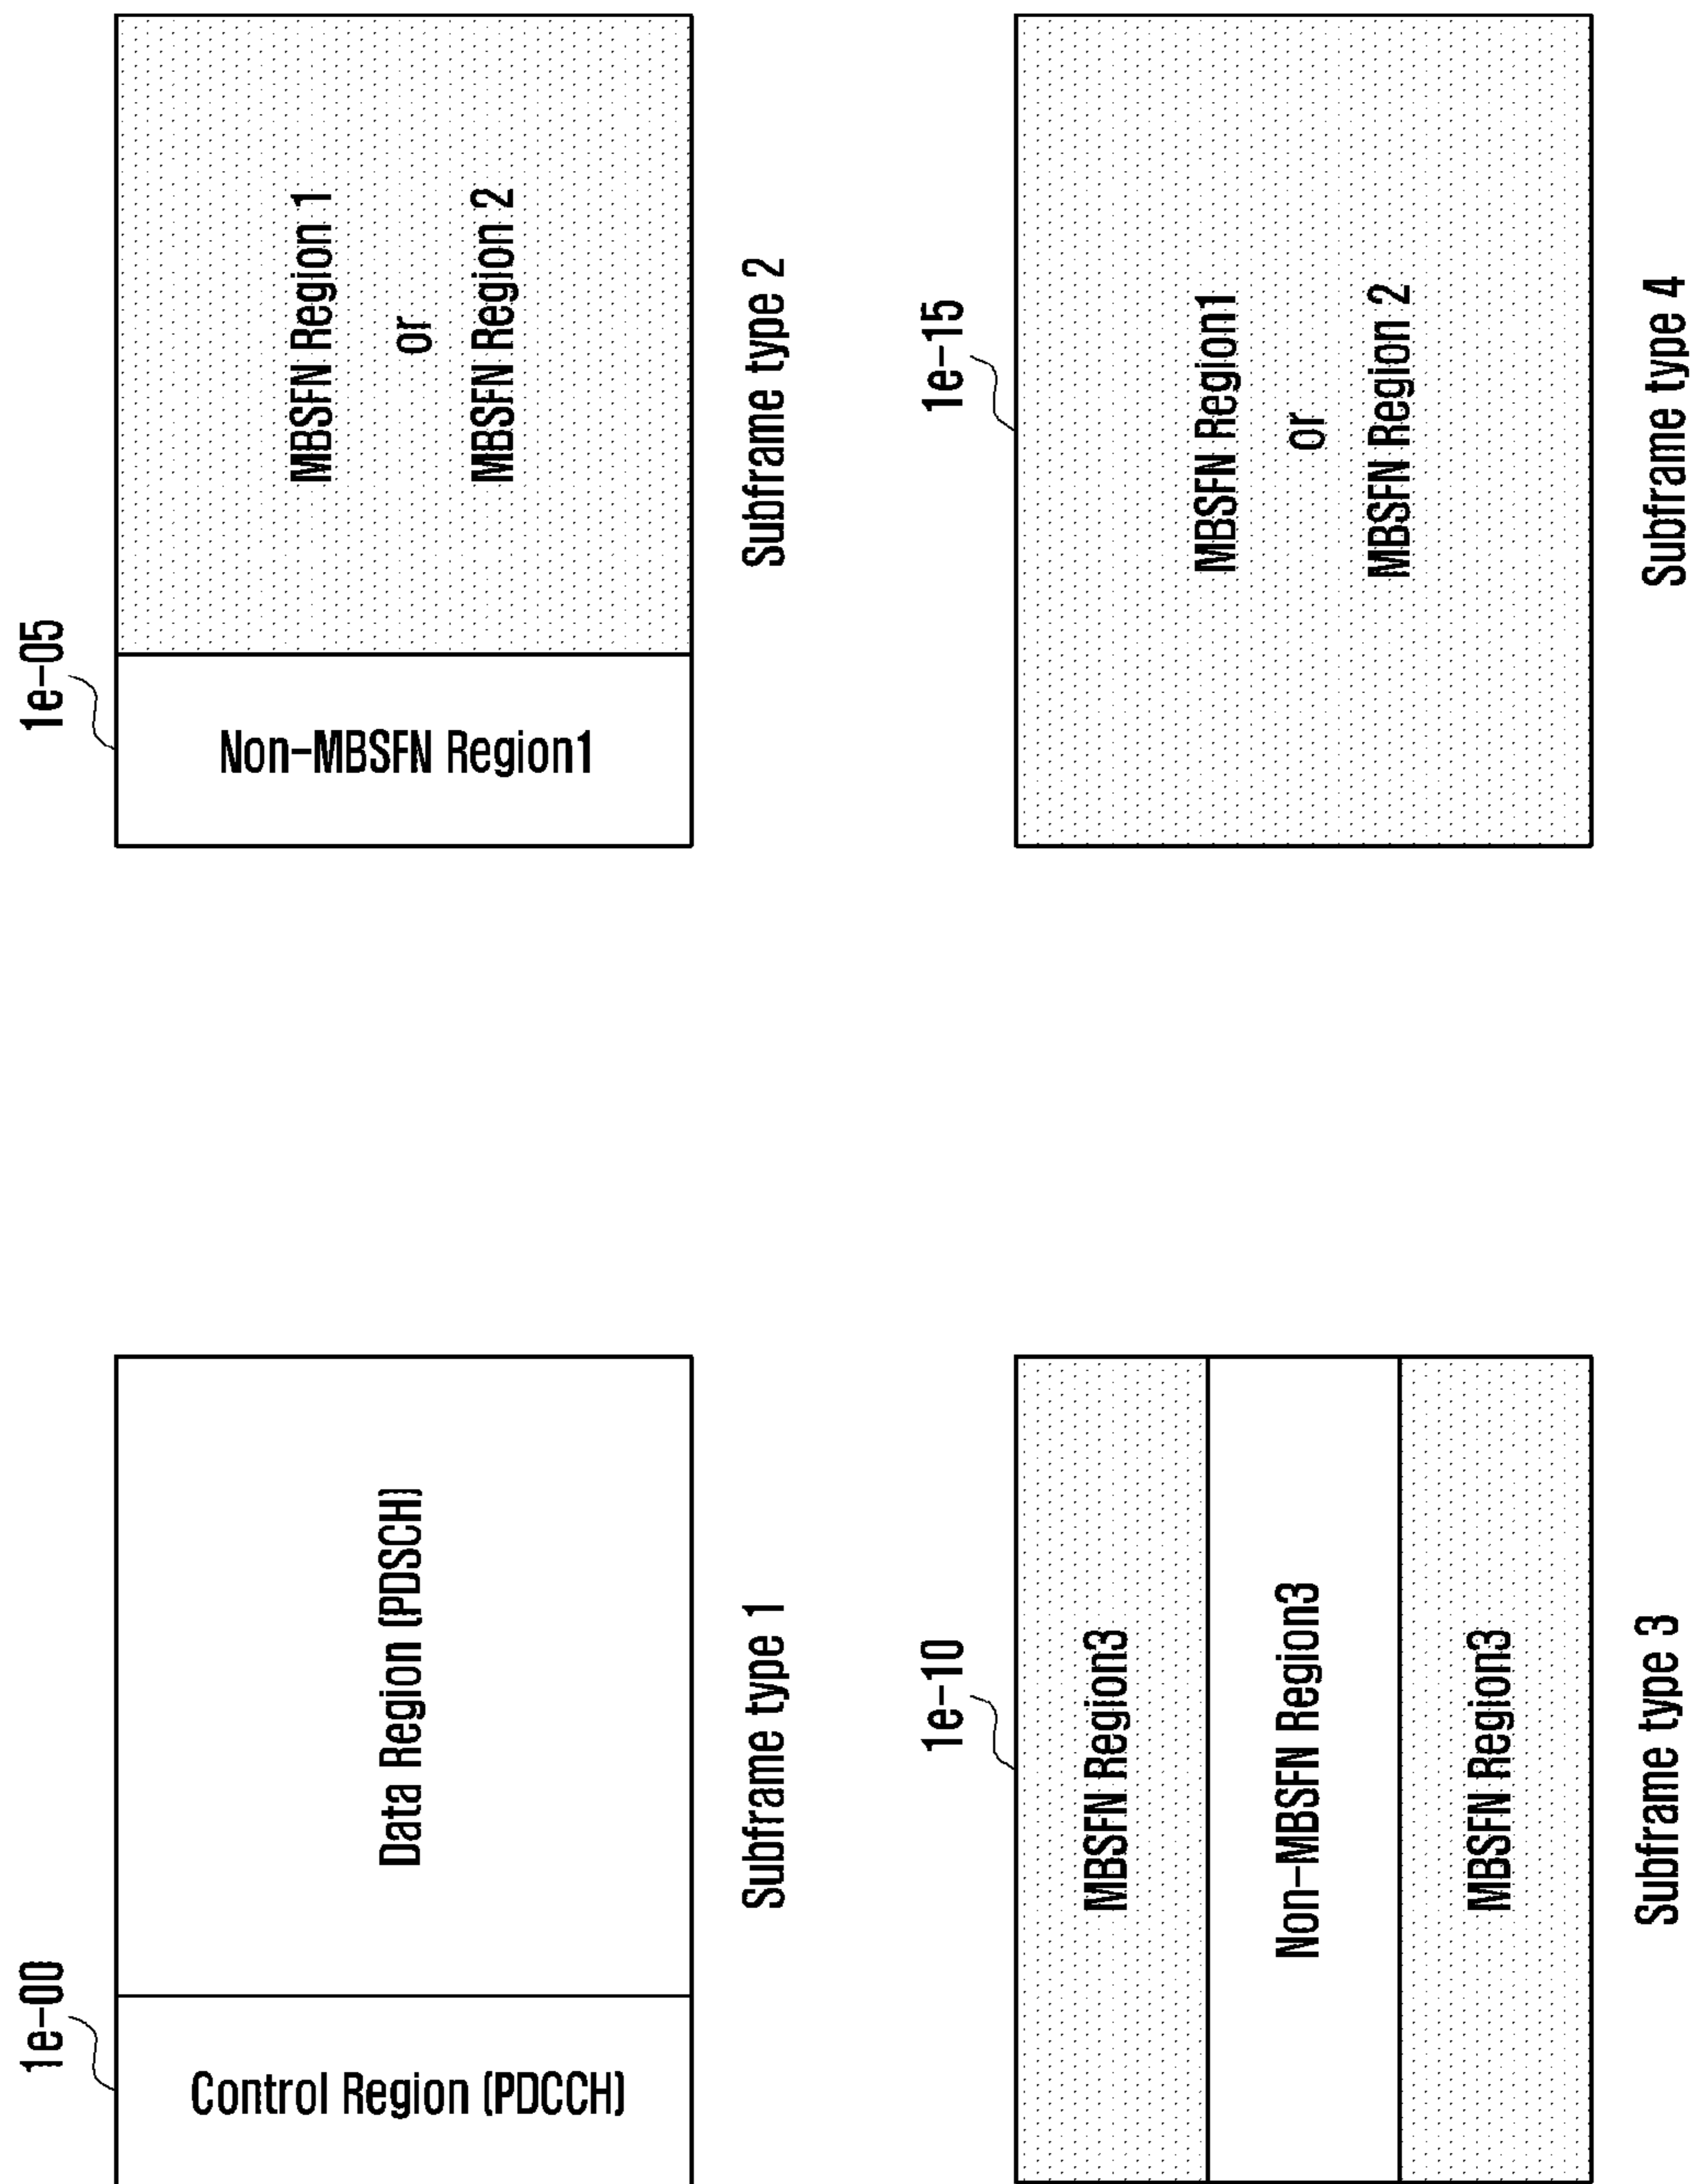 1e-00
Control Region (PDCCH)
Data Region (PDSCH)
Subframe type 1
1e-05
Non-MBSFN Region1
MBSFN Region 1
or
MBSFN Region 2
Subframe type 2
1e-10
MBSFN Region3
Non-MBSFN Region3
MBSFN Region3
Subframe type 3
1e-15
MBSFN Region1
or
MBSFN Region 2
Subframe type 4